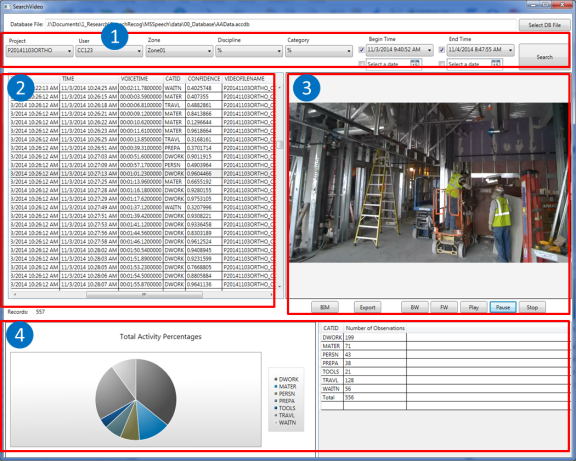 SearchVideo
Database File: J:\Documents\1_Research\SpeechRecog\MSSpeech\data\00_Database\AAData.accdb
Select DB File
1
Project User Zone Discipline Category Begin Time End Time
P20141103ORTHO CC123 Zone01 % % 11/3/2014 9:40:52 AM 11/4/2014 8:47:55 AM
Search
Select a date 15 Select a date 15
2
TIME VOICETIME CATID CONFIDENCE VIDEOFILENAME
11/3/2014 10:24:25 AM 00:02:11.7800000 WAITN 0.4025748 P20141103ORTHO_C
3/2014 10:26:12 AM 11/3/2014 10:26:15 AM 00:00:03.5900000 MATER 0.407355 P20141103ORTHO_C
3/2014 10:26:12 AM 11/3/2014 10:26:18 AM 00:00:06.8100000 TRAVL 0.4882861 P20141103ORTHO_C
3/2014 10:26:12 AM 11/3/2014 10:26:21 AM 00:00:09.1200000 MATER 0.8413866 P20141103ORTHO_C
3/2014 10:26:12 AM 11/3/2014 10:26:22 AM MATER 0.1296644 P20141103ORTHO_C
3/2014 10:26:12 AM 11/3/2014 10:26:23 AM 00:00:11.6300000 MATER 0.9618664 P20141103ORTHO_C
3/2014 10:26:12 AM 11/3/2014 10:26:25 AM 00:00:13.8500000 TRAVL 0.3168161 P20141103ORTHO_C
3/2014 10:26:12 AM 11/3/2014 10:26:51 AM 00:00:39.3100000 PREPA 0.3701714 P20141103ORTHO_C
3/2014 10:26:12 AM 11/3/2014 10:27:03 AM 00:00:51.6000000 DWORK 0.9011915 P20141103ORTHO_C
3/2014 10:26:12 AM 11/3/2014 10:27:09 AM 00:00:57.1700000 PERSN 0.4903984 P20141103ORTHO_C
3/2014 10:26:12 AM 11/3/2014 10:27:13 AM 00:01:01.2300000 DWORK 0.9604466 P20141103ORTHO_C
3/2014 10:26:12 AM 11/3/2014 10:27:25 AM 00:01:13.9600000 MATER 0.6655192 P20141103ORTHO_C
3/2014 10:26:12 AM 11/3/2014 10:27:28 AM 00:01:16.1800000 DWORK 0.9280155 P20141103ORTHO_C
3/2014 10:26:12 AM 11/3/2014 10:27:29 AM 00:01:17.6200000 DWORK 0.9753105 P20141103ORTHO_C
3/2014 10:26:12 AM 11/3/2014 10:27:49 AM 00:01:37.1200000 WAITN 0.3207996 P20141103ORTHO_C
3/2014 10:26:12 AM 11/3/2014 10:27:51 AM 00:01:39.4200000 DWORK 0.9308221 P20141103ORTHO_C
3/2014 10:26:12 AM 11/3/2014 10:27:53 AM 00:01:41.1200000 DWORK 0.9336458 P20141103ORTHO_C
3/2014 10:26:12 AM 11/3/2014 10:27:56 AM 00:01:44.5600000 DWORK 0.8303189 P20141103ORTHO_C
3/2014 10:26:12 AM 11/3/2014 10:27:58 AM 00:01:46.1200000 DWORK 0.9612524 P20141103ORTHO_C
3/2014 10:26:12 AM 11/3/2014 10:28:02 AM 00:01:50.5400000 DWORK 0.9408945 P20141103ORTHO_C
3/2014 10:26:12 AM 11/3/2014 10:28:03 AM 00:01:51.8900000 DWORK 0.9231599 P20141103ORTHO_C
3/2014 10:26:12 AM 11/3/2014 10:28:05 AM 00:01:53.2300000 DWORK 0.7668805 P20141103ORTHO_C
3/2014 10:26:12 AM 11/3/2014 10:28:06 AM 00:01:54.5000000 DWORK 0.8805884 P20141103ORTHO_C
3/2014 10:26:12 AM 11/3/2014 10:28:07 AM 00:01:55.8700000 DWORK 0.9641136 P20141103ORTHO_C
3
BIM Export BW FW Play Pause Stop
Records: 557
4
Total Activity Percentages
DWORK
MATER
PERSN
PREPA
TOOLS
TRAVL
WAITN
CATID Number of Observations
DWORK 199
MATER 71
PERSN 43
PREPA 38
TOOLS 21
TRAVL 128
WAITN 56
Total 556